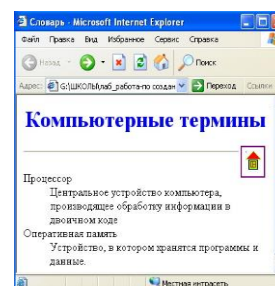 Словарь - Microsoft Internet Explorer
Файл Правка Вид Избранное Сервис Справка
Назад Поиск
Адрес: G:\ШКОЛЫ\лаб_работа-по создан Переход Ссылки
Компьютерные термины
Процессор
Центральное устройство компьютера,
производящее обработку информации в
двоичном коде
Оперативная память
Устройство, в котором хранятся программы и
данные.
Местная интрасеть